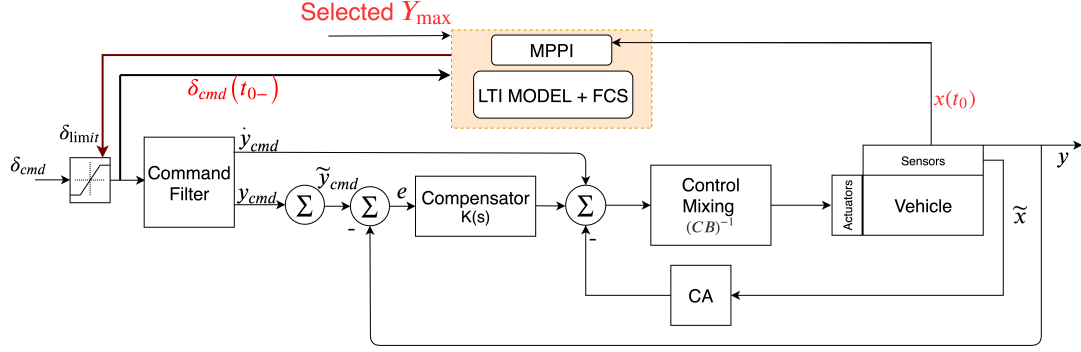 Selected Y_max
MPPI
LTI MODEL + FCS
δ_cmd(t_0−)
x(t_0)
δ_limit
δ_cmd
Command
Filter
ẏ_cmd
y_cmd
Σ
ỹ_cmd
Σ
-
e
Compensator
K(s)
Σ
-
Control
Mixing
(CB)^−1
Actuators
Sensors
Vehicle
y
x̃
CA